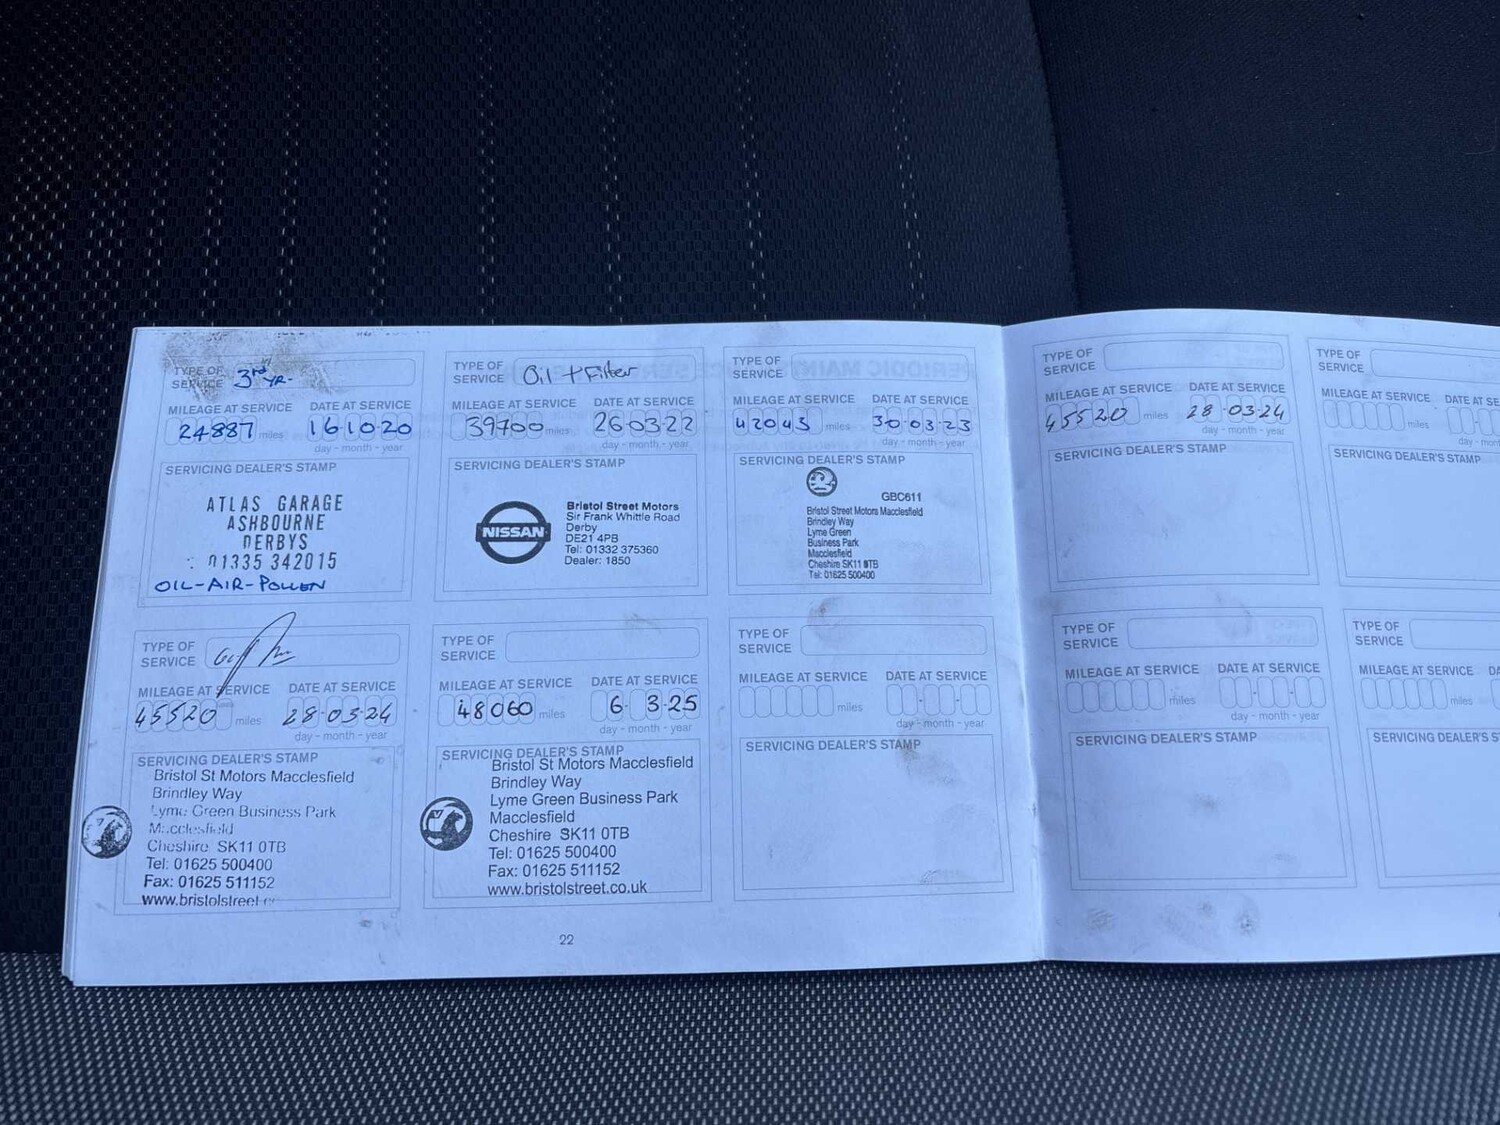 TYPE OF SERVICE 3rd YR.
MILEAGE AT SERVICE DATE AT SERVICE
24887 miles 16.10.20
day - month - year
SERVICING DEALER'S STAMP
ATLAS GARAGE
ASHBOURNE
DERBYS
01335 342015
OIL-AIR-POLLEN
TYPE OF SERVICE Oil + Filter
MILEAGE AT SERVICE DATE AT SERVICE
39700 miles 26.03.22
day - month - year
SERVICING DEALER'S STAMP
NISSAN
Bristol Street Motors
Sir Frank Whittle Road
Derby
DE21 4PB
Tel: 01332 375360
Dealer: 1850
TYPE OF SERVICE
MILEAGE AT SERVICE DATE AT SERVICE
42045 miles 30.03.23
day - month - year
SERVICING DEALER'S STAMP
GBC611
Bristol Street Motors Macclesfield
Brindley Way
Lyme Green
Business Park
Macclesfield
Cheshire SK11 0TB
Tel: 01625 500400
TYPE OF SERVICE
MILEAGE AT SERVICE DATE AT SERVICE
45520 miles 28.03.24
day - month - year
SERVICING DEALER'S STAMP
TYPE OF SERVICE
MILEAGE AT SERVICE DATE AT SE
miles
day - mont
SERVICING DEALER'S STAMP
TYPE OF SERVICE
MILEAGE AT SERVICE DATE AT SERVICE
45520 miles 28.03.24
day - month - year
SERVICING DEALER'S STAMP
Bristol St Motors Macclesfield
Brindley Way
Lyme Green Business Park
Macclesfield
Cheshire SK11 0TB
Tel: 01625 500400
Fax: 01625 511152
www.bristolstreet.c
TYPE OF SERVICE
MILEAGE AT SERVICE DATE AT SERVICE
48060 miles 6.3.25
day - month - year
SERVICING DEALER'S STAMP
Bristol St Motors Macclesfield
Brindley Way
Lyme Green Business Park
Macclesfield
Cheshire SK11 0TB
Tel: 01625 500400
Fax: 01625 511152
www.bristolstreet.co.uk
TYPE OF SERVICE
MILEAGE AT SERVICE DATE AT SERVICE
miles
day - month - year
SERVICING DEALER'S STAMP
TYPE OF SERVICE
MILEAGE AT SERVICE DATE AT SERVICE
miles
day - month - year
SERVICING DEALER'S STAMP
TYPE OF SERVICE
MILEAGE AT SERVICE
miles
SERVICING DEALER'S S
22